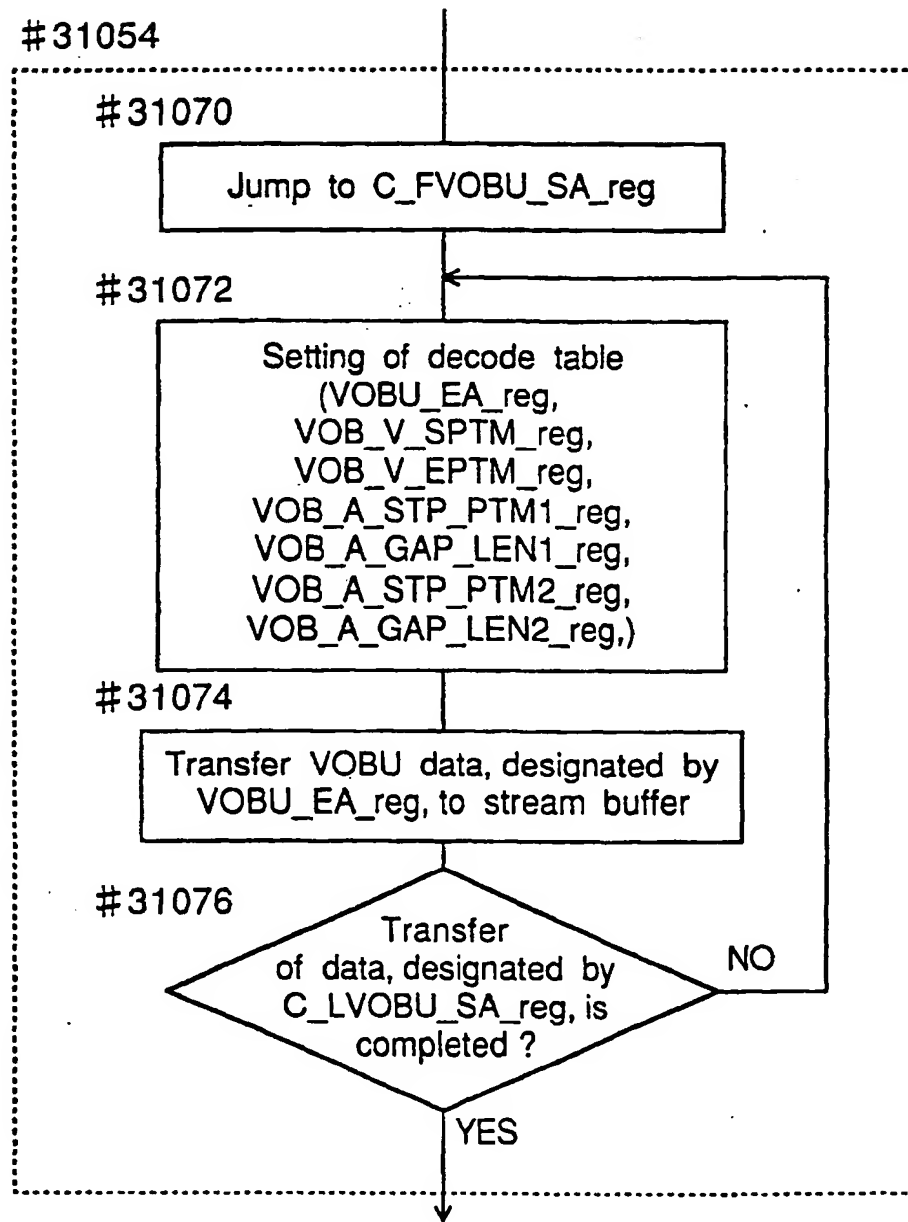 #31054
#31070
Jump to C_FVOBU_SA_reg
#31072
Setting of decode table
(VOBU_EA_reg,
VOB_V_SPTM_reg,
VOB_V_EPTM_reg,
VOB_A_STP_PTM1_reg,
VOB_A_GAP_LEN1_reg,
VOB_A_STP_PTM2_reg,
VOB_A_GAP_LEN2_reg,)
#31074
Transfer VOBU data, designated by
VOBU_EA_reg, to stream buffer
#31076
Transfer
of data, designated by
C_LVOBU_SA_reg, is
completed ?
NO
YES